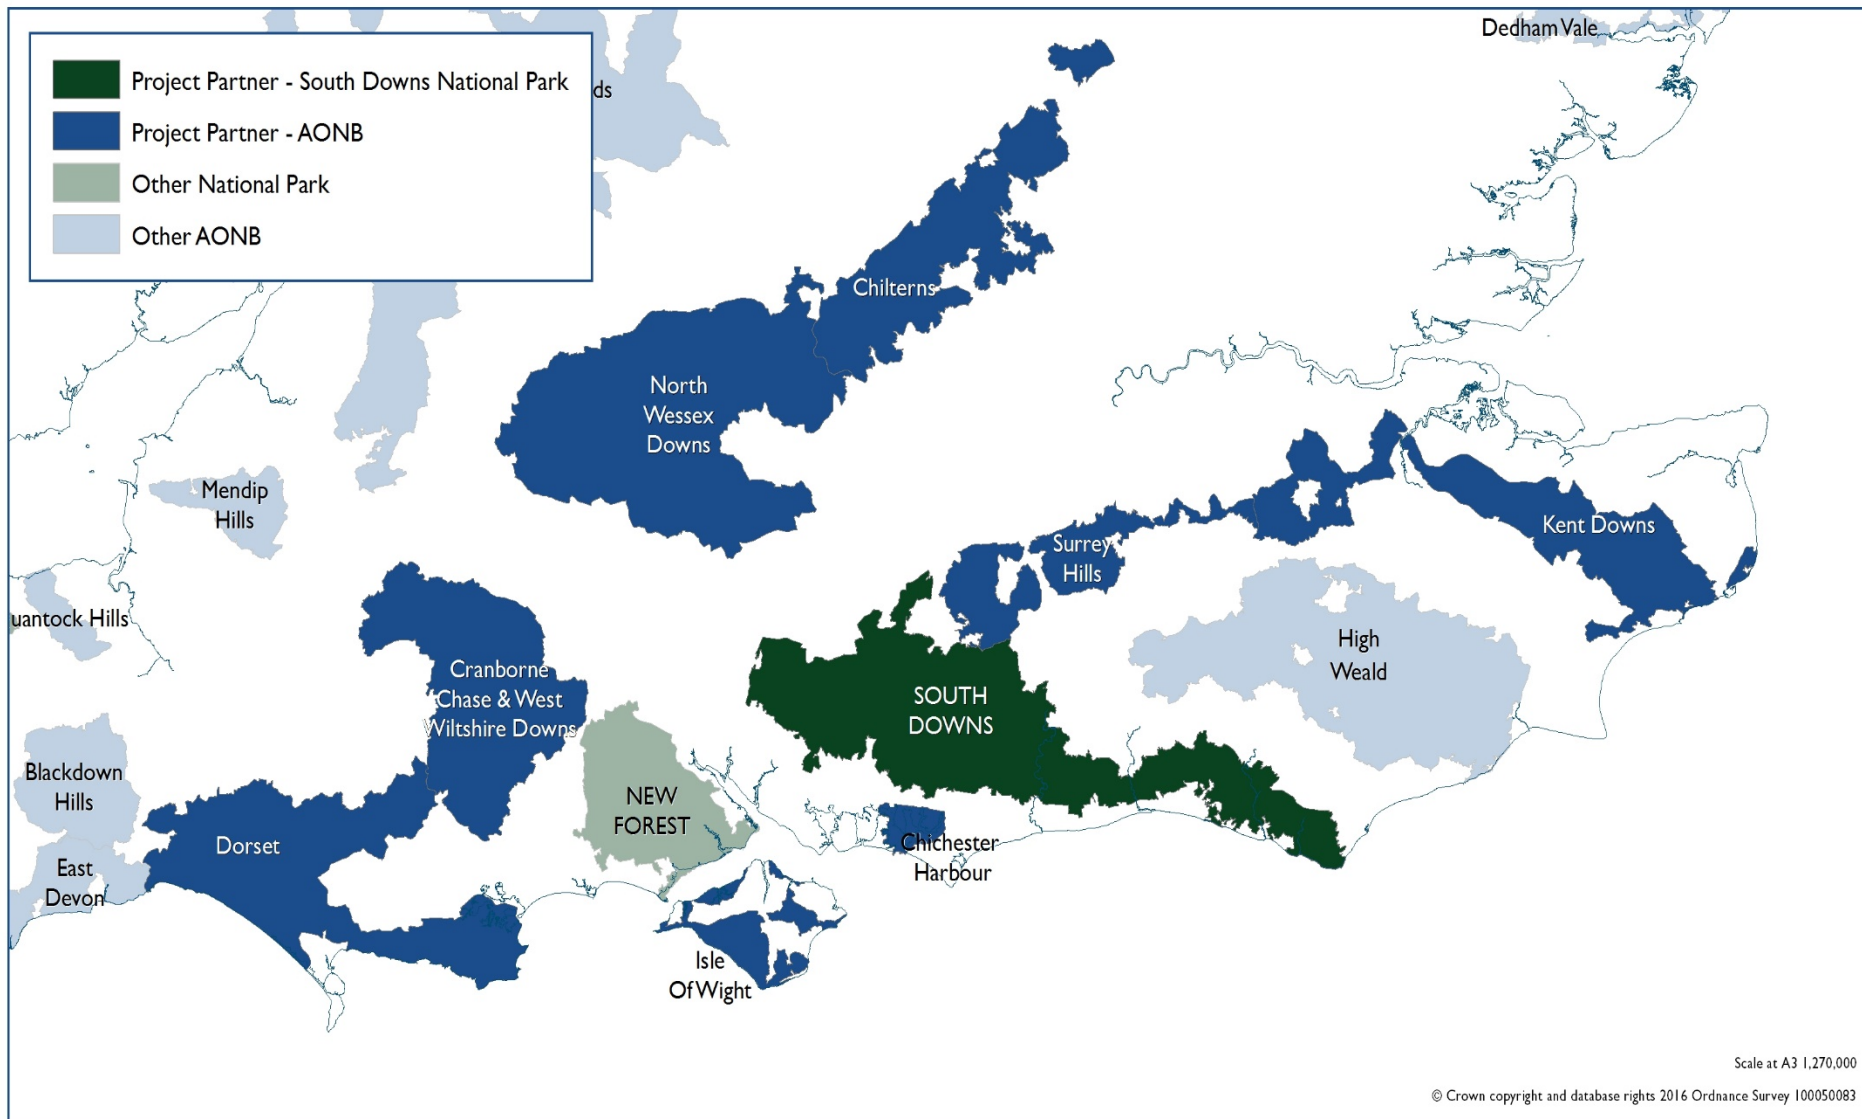 Project Partner - South Downs National Park
Project Partner - AONB
Other National Park
Other AONB
ds
Dedham Vale
Chilterns
North
Wessex
Downs
Mendip
Hills
Kent Downs
Surrey
Hills
uantock Hills
High
Weald
Cranborne
Chase & West
Wiltshire Downs
SOUTH
DOWNS
Blackdown
Hills
NEW
FOREST
Dorset
Chichester
Harbour
East
Devon
Isle
Of Wight
Scale at A3 1,270,000
© Crown copyright and database rights 2016 Ordnance Survey 100050083